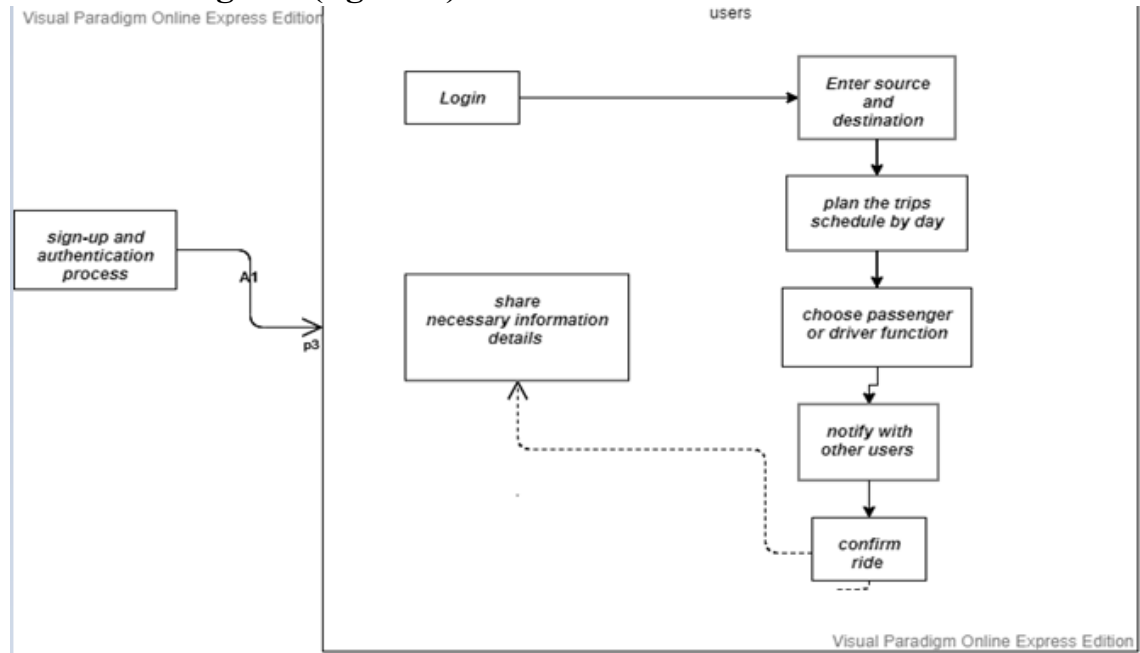 Visual Paradigm Online Express Edition
users
Login
Enter source
and
destination
plan the trips
schedule by day
sign-up and
authentication
process
A1
p3
share
necessary information
details
choose passenger
or driver function
notify with
other users
confirm
ride
Visual Paradigm Online Express Edition